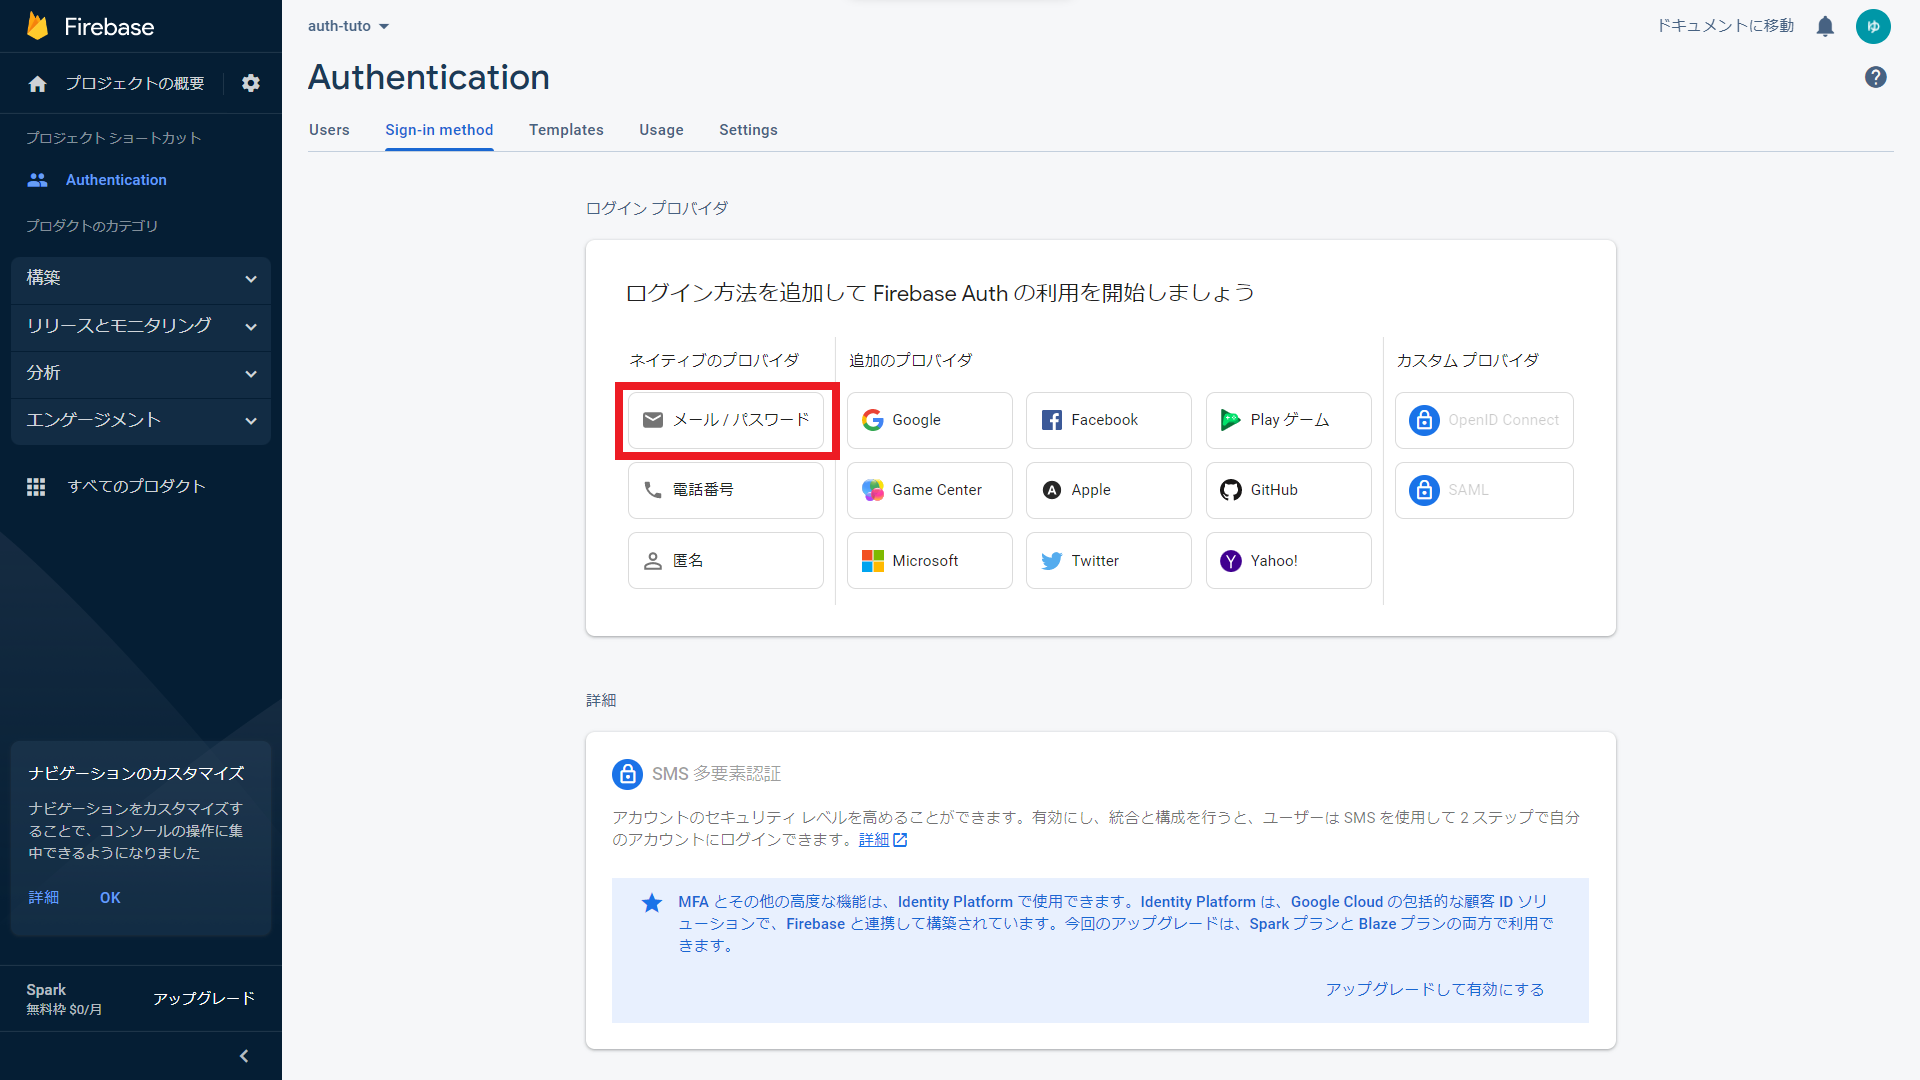 Firebase
プロジェクトの概要
プロジェクト ショートカット
Authentication
プロダクトのカテゴリ
構築
リリースとモニタリング
分析
エンゲージメント
すべてのプロダクト
ナビゲーションのカスタマイズ
ナビゲーションをカスタマイズす
ることで、コンソールの操作に集
中できるようになりました
詳細 OK
Spark
無料枠 $0/月
アップグレード
auth-tuto
ドキュメントに移動
ゆ
Authentication
Users Sign-in method Templates Usage Settings
ログイン プロバイダ
ログイン方法を追加して Firebase Auth の利用を開始しましょう
ネイティブのプロバイダ
メール / パスワード
電話番号
匿名
追加のプロバイダ
Google Facebook Play ゲーム
Game Center Apple GitHub
Microsoft Twitter Yahoo!
カスタム プロバイダ
OpenID Connect
SAML
詳細
SMS 多要素認証
アカウントのセキュリティ レベルを高めることができます。有効にし、統合と構成を行うと、ユーザーは SMS を使用して 2 ステップで自分
のアカウントにログインできます。詳細
MFA とその他の高度な機能は、Identity Platform で使用できます。Identity Platform は、Google Cloud の包括的な顧客 ID ソリ
ューションで、Firebase と連携して構築されています。今回のアップグレードは、Spark プランと Blaze プランの両方で利用で
きます。
アップグレードして有効にする